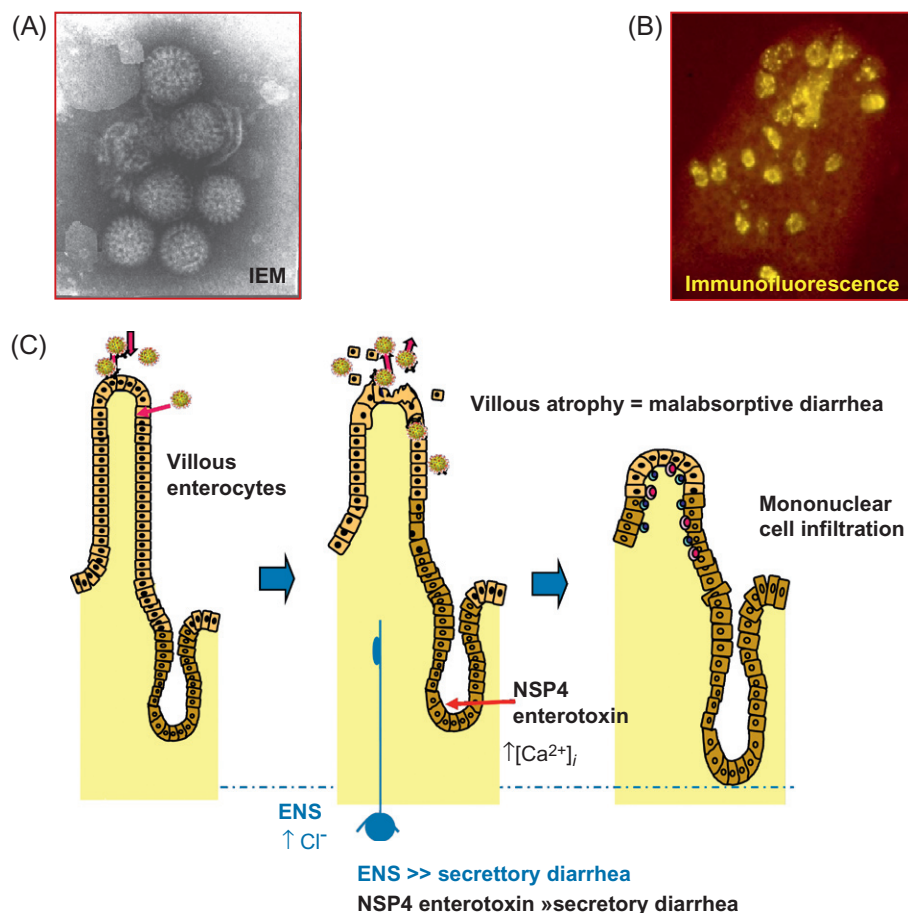 (A)
IEM
(B)
Immunofluorescence
(C)
Villous
enterocytes
Villous atrophy = malabsorptive diarrhea
Mononuclear
cell infiltration
NSP4
enterotoxin
↑[Ca²⁺]ᵢ
ENS
↑ Cl⁻
ENS >> secrettory diarrhea
NSP4 enterotoxin »secretory diarrhea